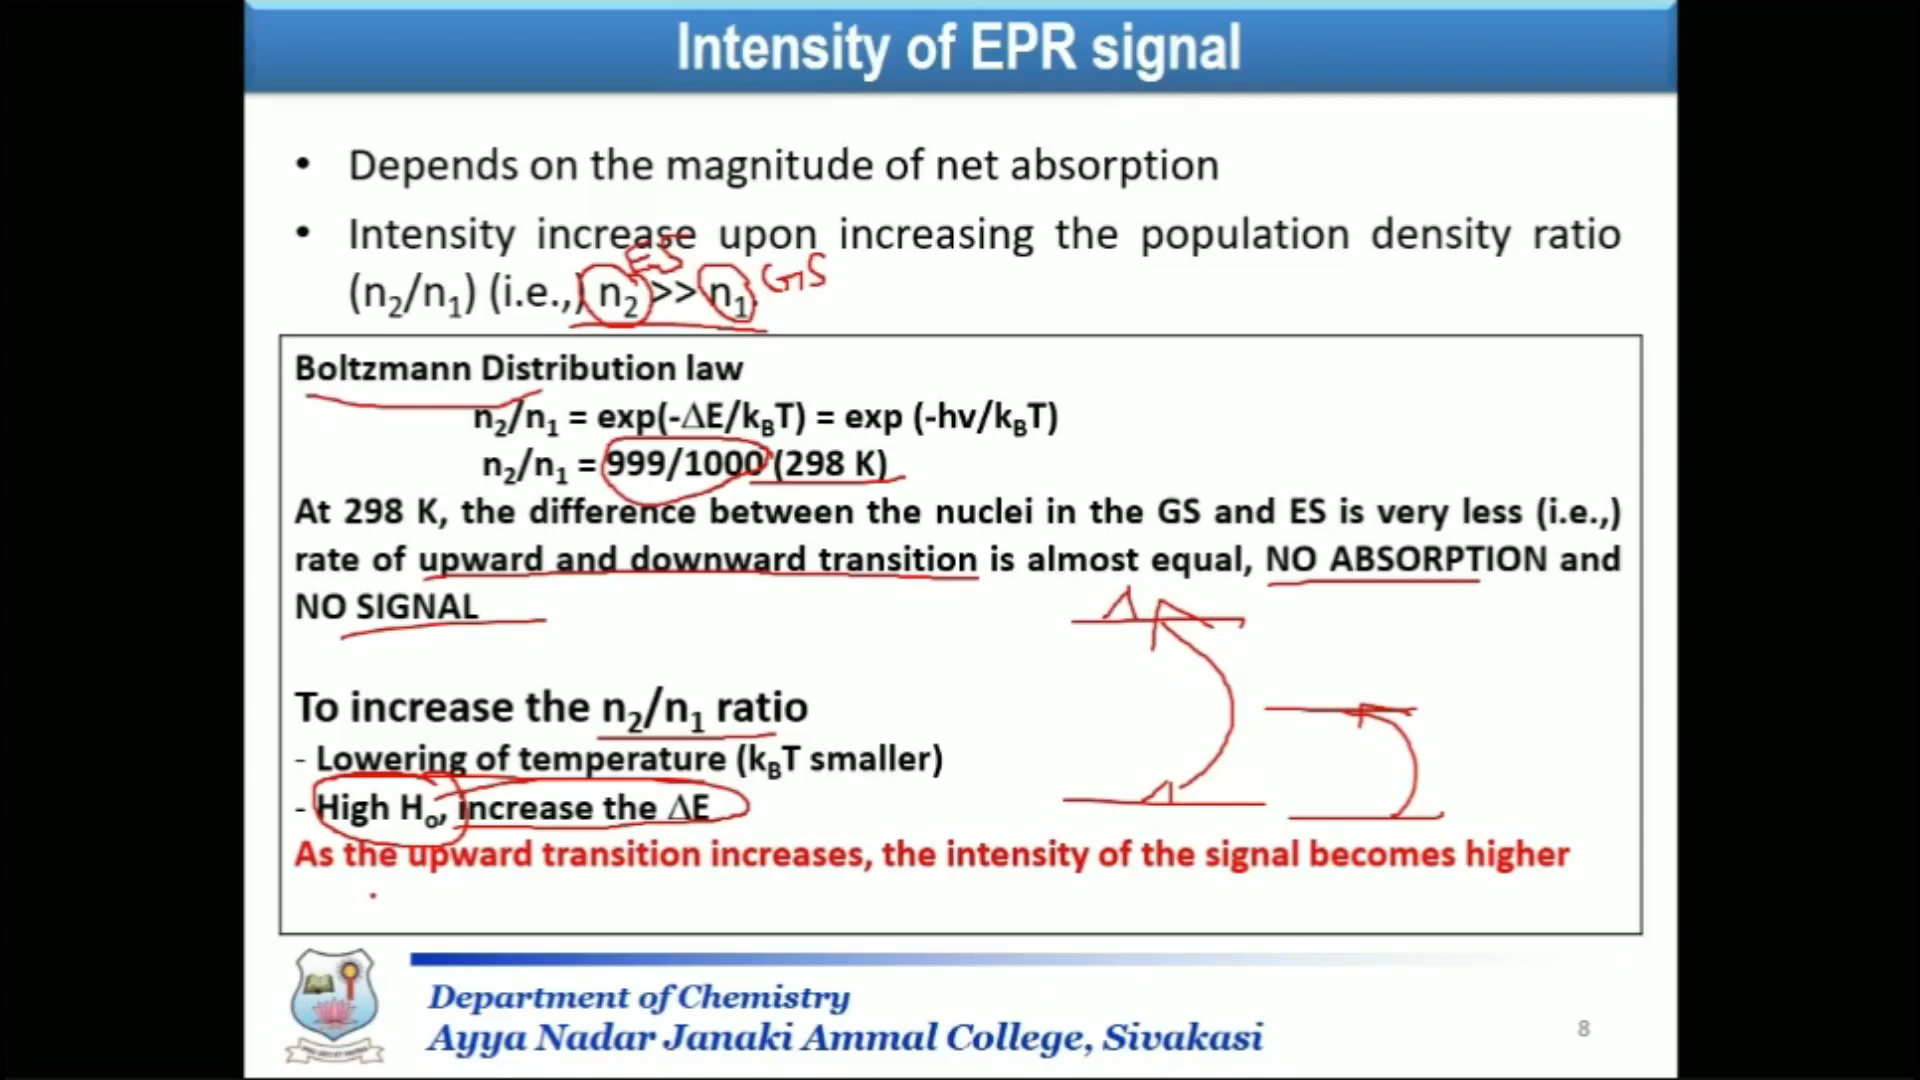 Intensity of EPR signal
• Depends on the magnitude of net absorption
• Intensity increase upon increasing the population density ratio
(n₂/n₁) (i.e.,) n₂ >> n₁.
ES
GS
Boltzmann Distribution law
n₂/n₁ = exp(-ΔE/k_BT) = exp (-hv/k_BT)
n₂/n₁ = 999/1000 (298 K)
At 298 K, the difference between the nuclei in the GS and ES is very less (i.e.,)
rate of upward and downward transition is almost equal, NO ABSORPTION and
NO SIGNAL
To increase the n₂/n₁ ratio
- Lowering of temperature (k_BT smaller)
- High Hₒ, increase the ΔE
As the upward transition increases, the intensity of the signal becomes higher
Department of Chemistry
Ayya Nadar Janaki Ammal College, Sivakasi
8